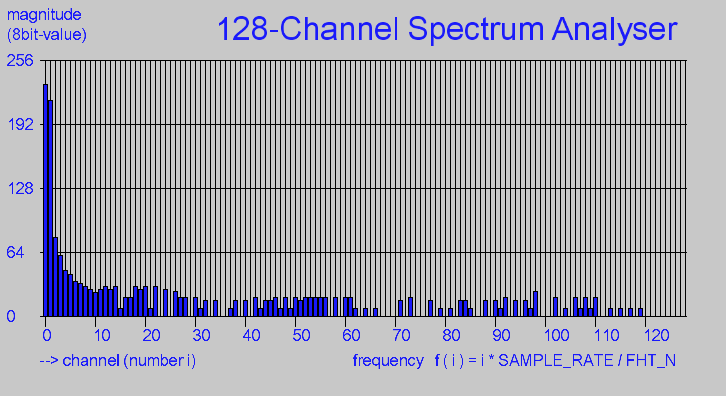 magnitude
(8bit-value)
128-Channel Spectrum Analyser
256
192
128
64
0
0 10 20 30 40 50 60 70 80 90 100 110 120
--> channel (number i) frequency f ( i ) = i * SAMPLE_RATE / FHT_N